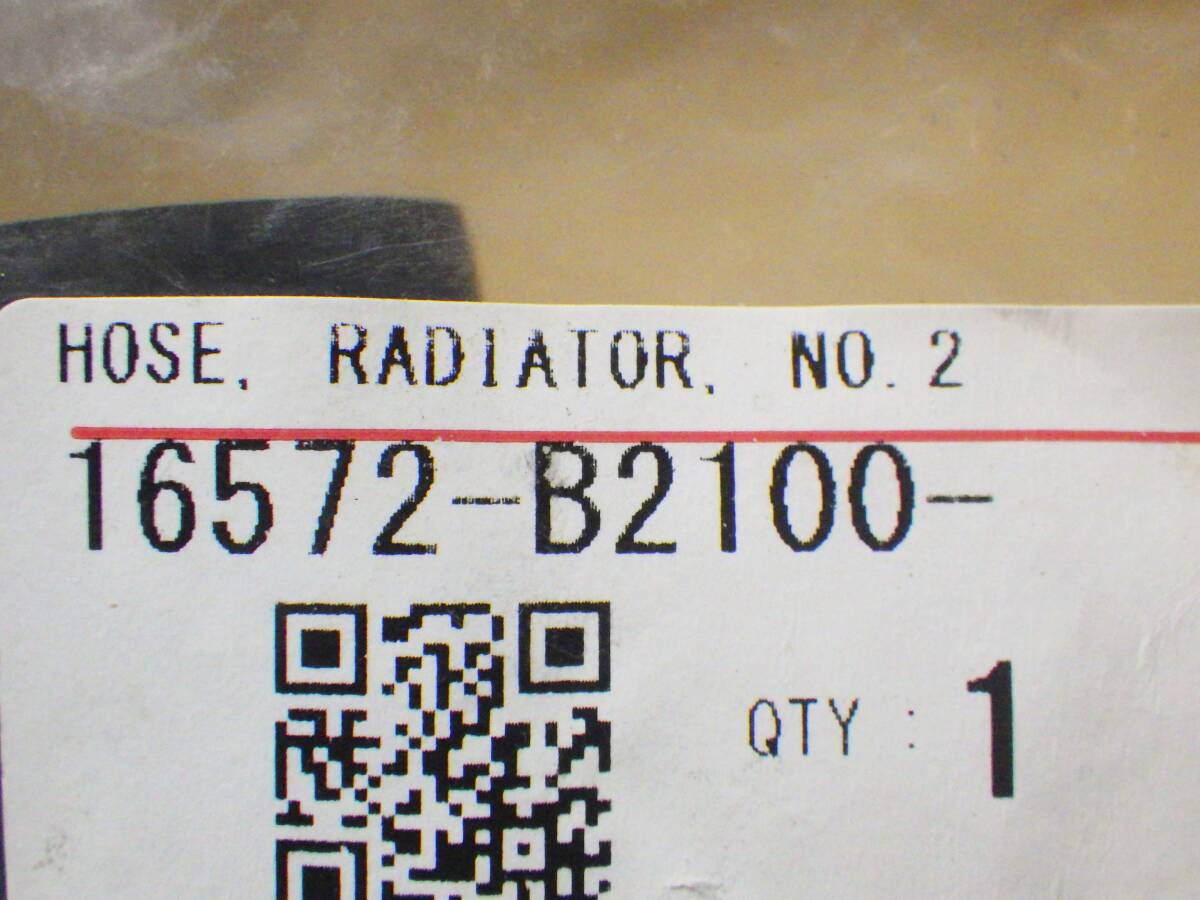 HOSE, RADIATOR, NO.2
16572-B2100-
QTY : 1